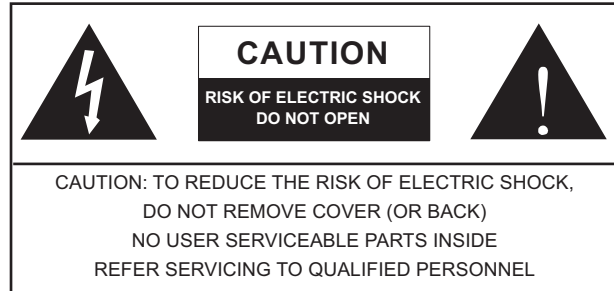 CAUTION
RISK OF ELECTRIC SHOCK
DO NOT OPEN
CAUTION: TO REDUCE THE RISK OF ELECTRIC SHOCK,
DO NOT REMOVE COVER (OR BACK)
NO USER SERVICEABLE PARTS INSIDE
REFER SERVICING TO QUALIFIED PERSONNEL